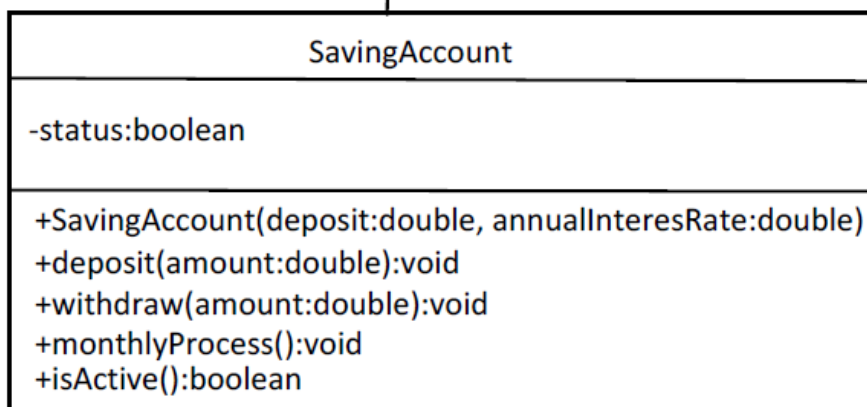 SavingAccount
-status:boolean
+SavingAccount(deposit:double, annualInteresRate:double)
+deposit(amount:double):void
+withdraw(amount:double):void
+monthlyProcess():void
+isActive():boolean